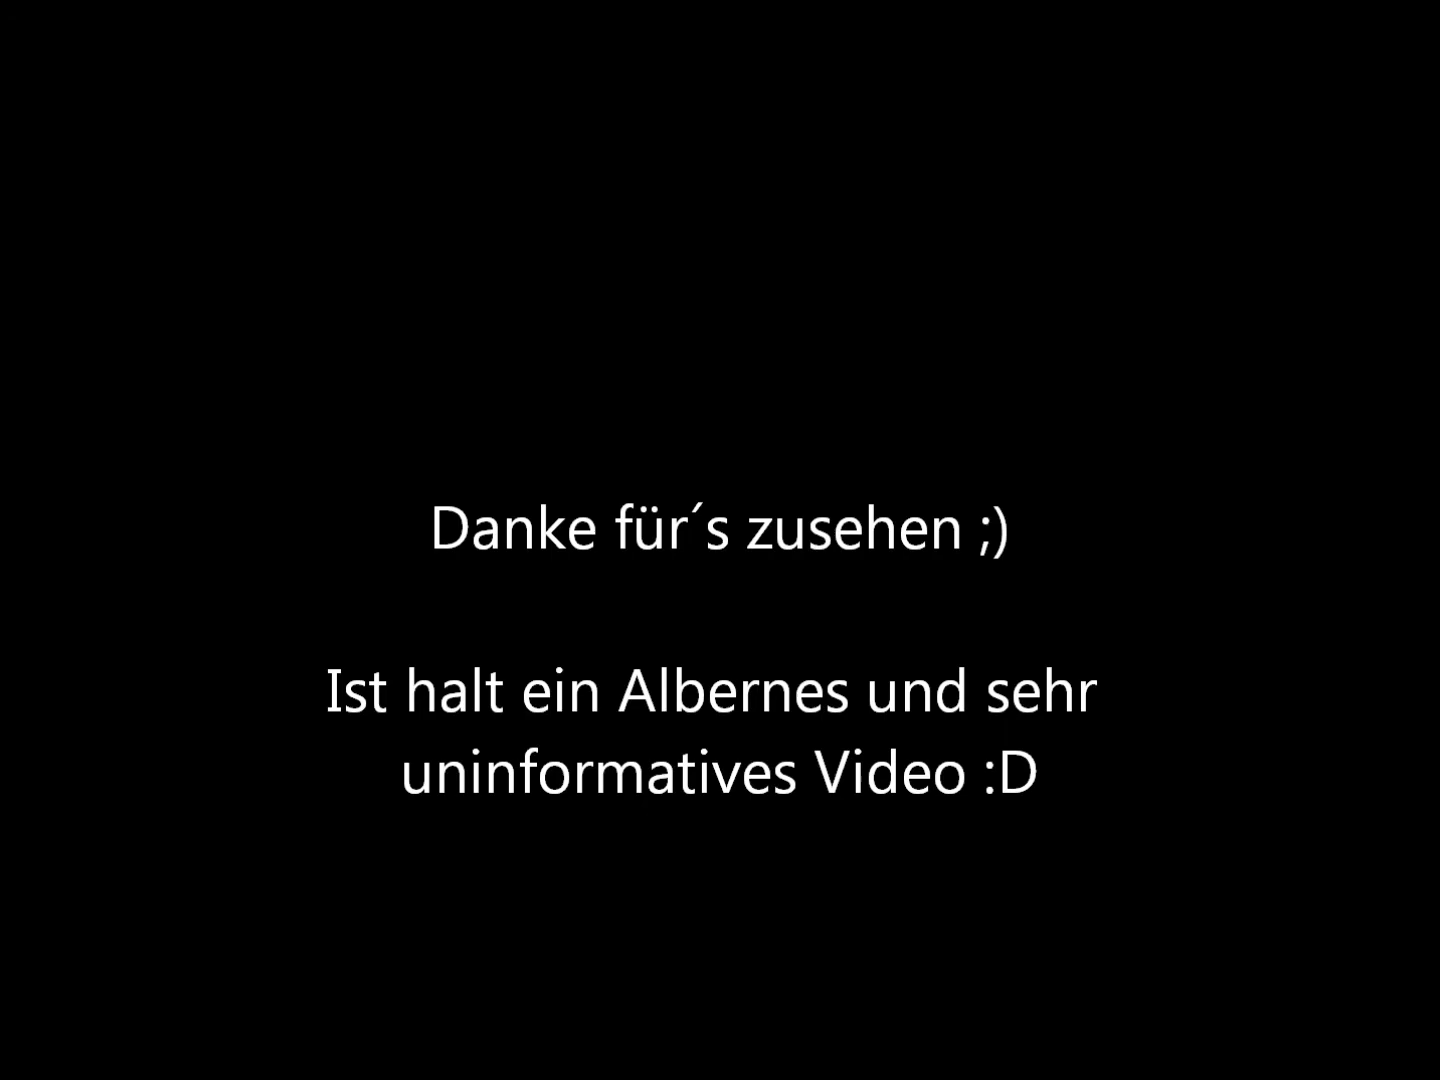 Danke für´s zusehen ;)
Ist halt ein Albernes und sehr
uninformatives Video :D